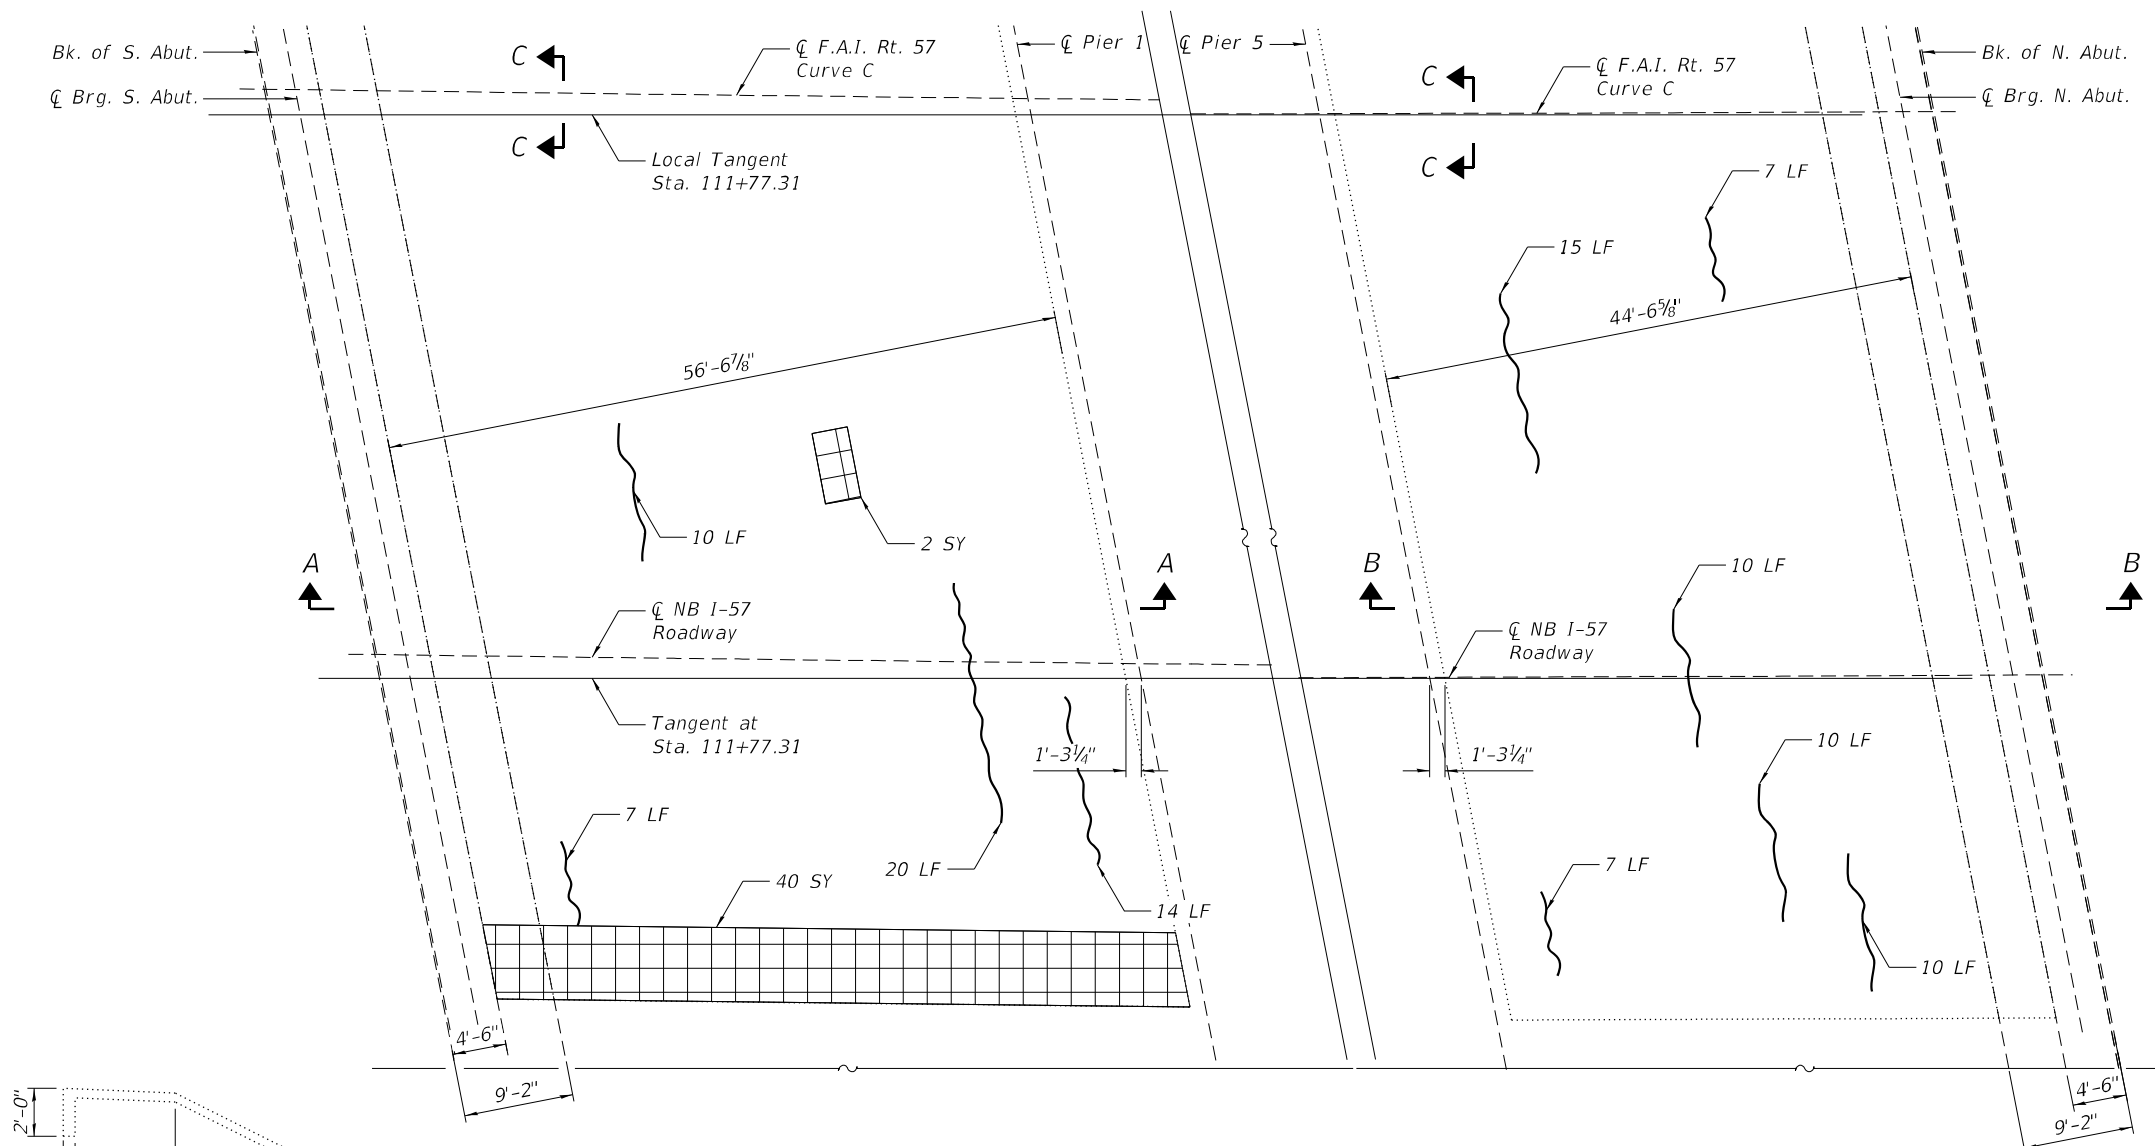 Bk. of S. Abut.
℄ Brg. S. Abut.
C
C
℄ F.A.I. Rt. 57
Curve C
Local Tangent
Sta. 111+77.31
℄ Pier 1
℄ Pier 5
C
C
℄ F.A.I. Rt. 57
Curve C
Bk. of N. Abut.
℄ Brg. N. Abut.
7 LF
15 LF
44'-6⅝"
56'-6⅞"
10 LF
2 SY
A
A
B
B
10 LF
℄ NB I-57
Roadway
℄ NB I-57
Roadway
Tangent at
Sta. 111+77.31
1'-3¼"
1'-3¼"
10 LF
7 LF
20 LF
40 SY
14 LF
7 LF
10 LF
4'-6"
9'-2"
4'-6"
9'-2"
2'-0"